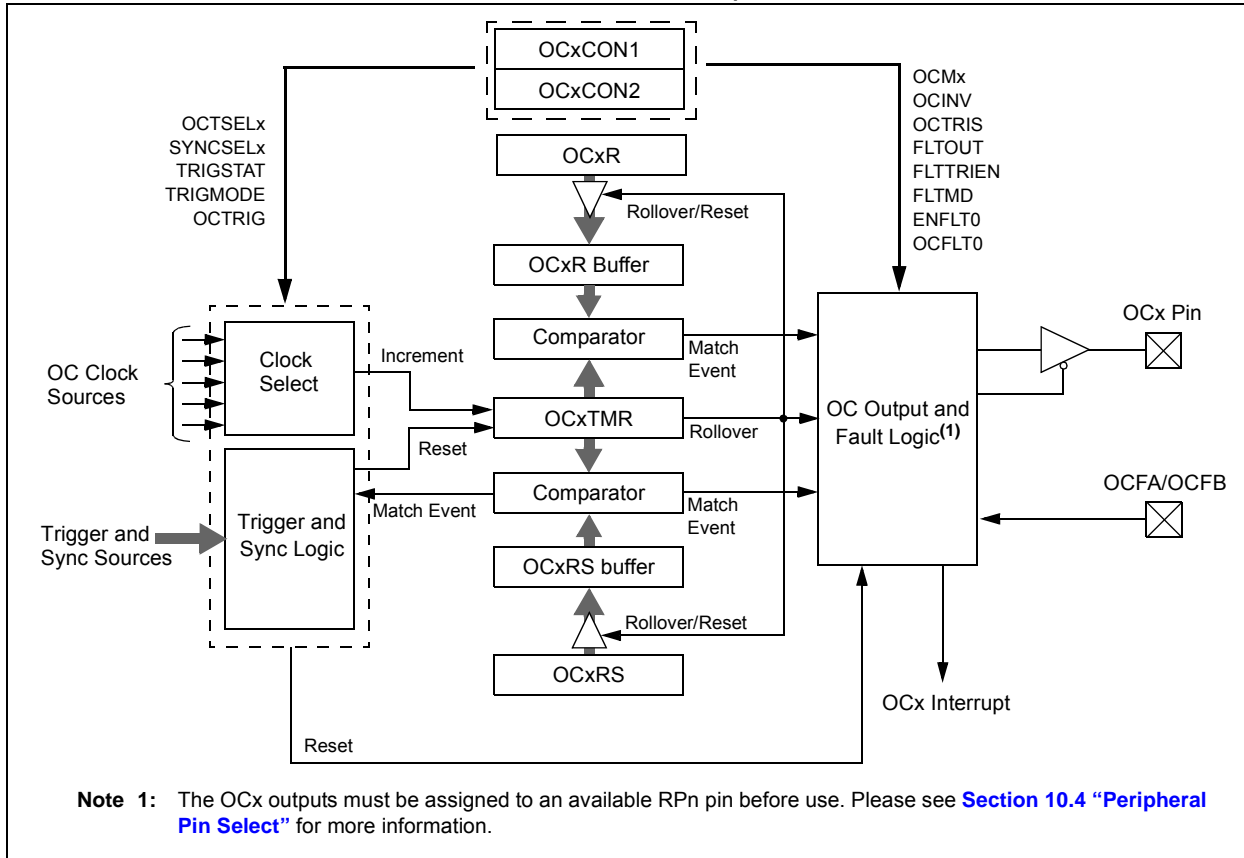 OCxCON1
OCxCON2
OCTSELx
SYNCSELx
TRIGSTAT
TRIGMODE
OCTRIG
OCMx
OCINV
OCTRIS
FLTOUT
FLTTRIEN
FLTMD
ENFLT0
OCFLT0
OCxR
Rollover/Reset
OCxR Buffer
OC Clock
Sources
Clock
Select
Increment
Comparator
Match
Event
OCxTMR
Rollover
Reset
Comparator
Match Event
Match
Event
Trigger and
Sync Sources
Trigger and
Sync Logic
OCxRS buffer
Rollover/Reset
OCxRS
OC Output and
Fault Logic(1)
OCx Pin
OCFA/OCFB
OCx Interrupt
Reset
Note 1: The OCx outputs must be assigned to an available RPn pin before use. Please see Section 10.4 “Peripheral
Pin Select” for more information.